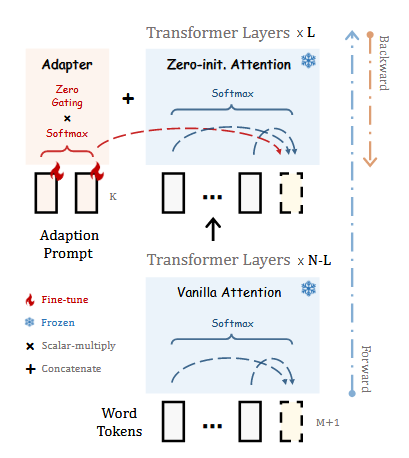 Transformer Layers x L
Adapter
Zero-init. Attention
Zero
Gating
×
Softmax
+
Softmax
...
K
Adaption
Prompt
Transformer Layers x N-L
Vanilla Attention
Softmax
Fine-tune
Frozen
× Scalar-multiply
+ Concatenate
Word
Tokens
...
M+1
Backward
Forward